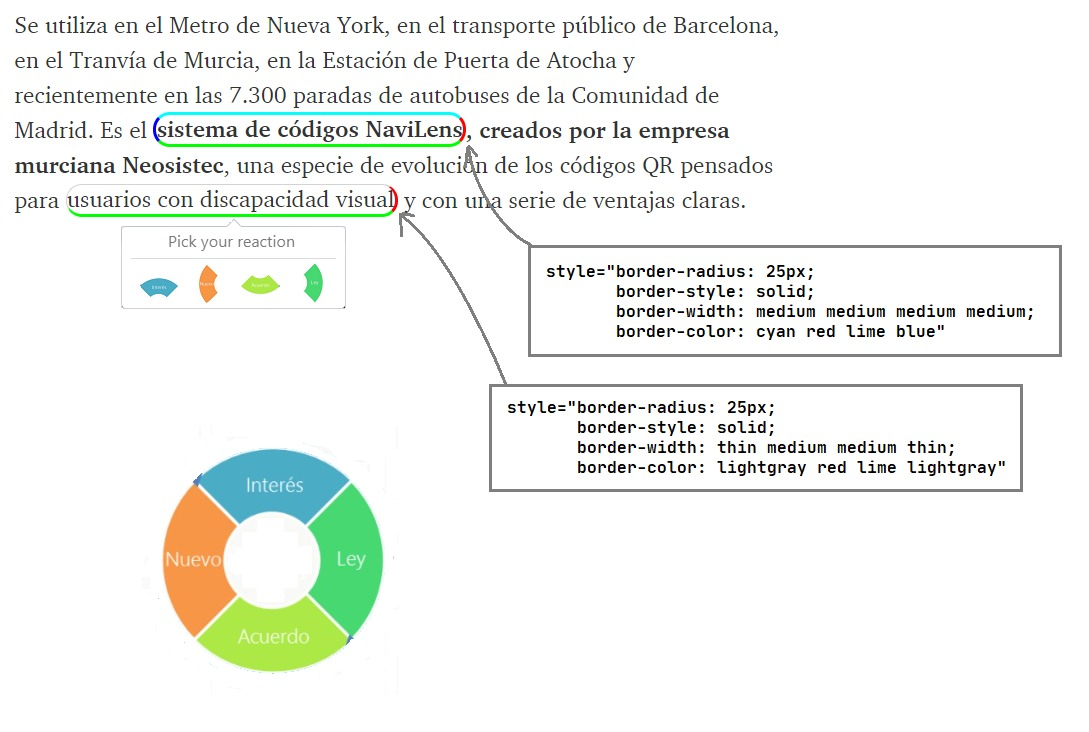 Se utiliza en el Metro de Nueva York, en el transporte público de Barcelona,
en el Tranvía de Murcia, en la Estación de Puerta de Atocha y
recientemente en las 7.300 paradas de autobuses de la Comunidad de
Madrid. Es el sistema de códigos NaviLens, creados por la empresa
murciana Neosistec, una especie de evolución de los códigos QR pensados
para usuarios con discapacidad visual y con una serie de ventajas claras.
Pick your reaction
Interés
Nuevo
Acuerdo
Ley
style="border-radius: 25px;
border-style: solid;
border-width: medium medium medium medium;
border-color: cyan red lime blue"
style="border-radius: 25px;
border-style: solid;
border-width: thin medium medium thin;
border-color: lightgray red lime lightgray"
Interés
Nuevo
Ley
Acuerdo